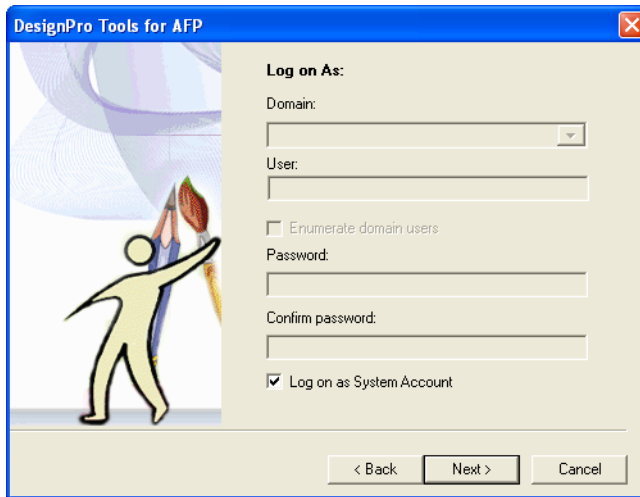 DesignPro Tools for AFP
Log on As:
Domain:
User:
Enumerate domain users
Password:
Confirm password:
Log on as System Account
< Back
Next >
Cancel